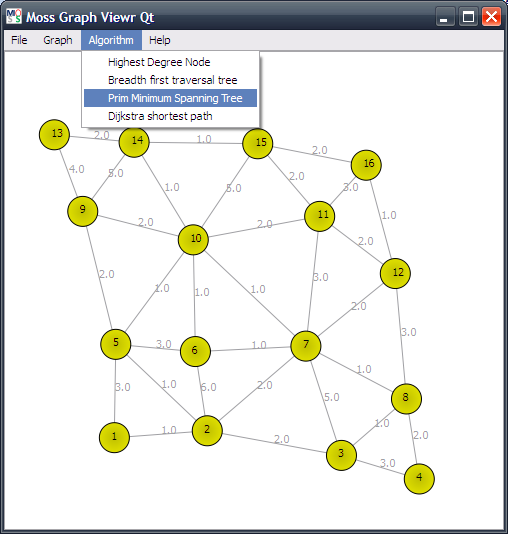 MOSS Moss Graph Viewr Qt
File Graph Algorithm Help
Highest Degree Node
Breadth first traversal tree
Prim Minimum Spanning Tree
Dijkstra shortest path
13 2.0 14 1.0 15 2.0 16
4.0 5.0 1.0 5.0 2.0 3.0 1.0
9 2.0 10 2.0 11 2.0 12
2.0 1.0 1.0 1.0 3.0 2.0 3.0
5 3.0 6 1.0 7 1.0 8
3.0 1.0 6.0 2.0 5.0 1.0 2.0
1 1.0 2 2.0 3 3.0 4